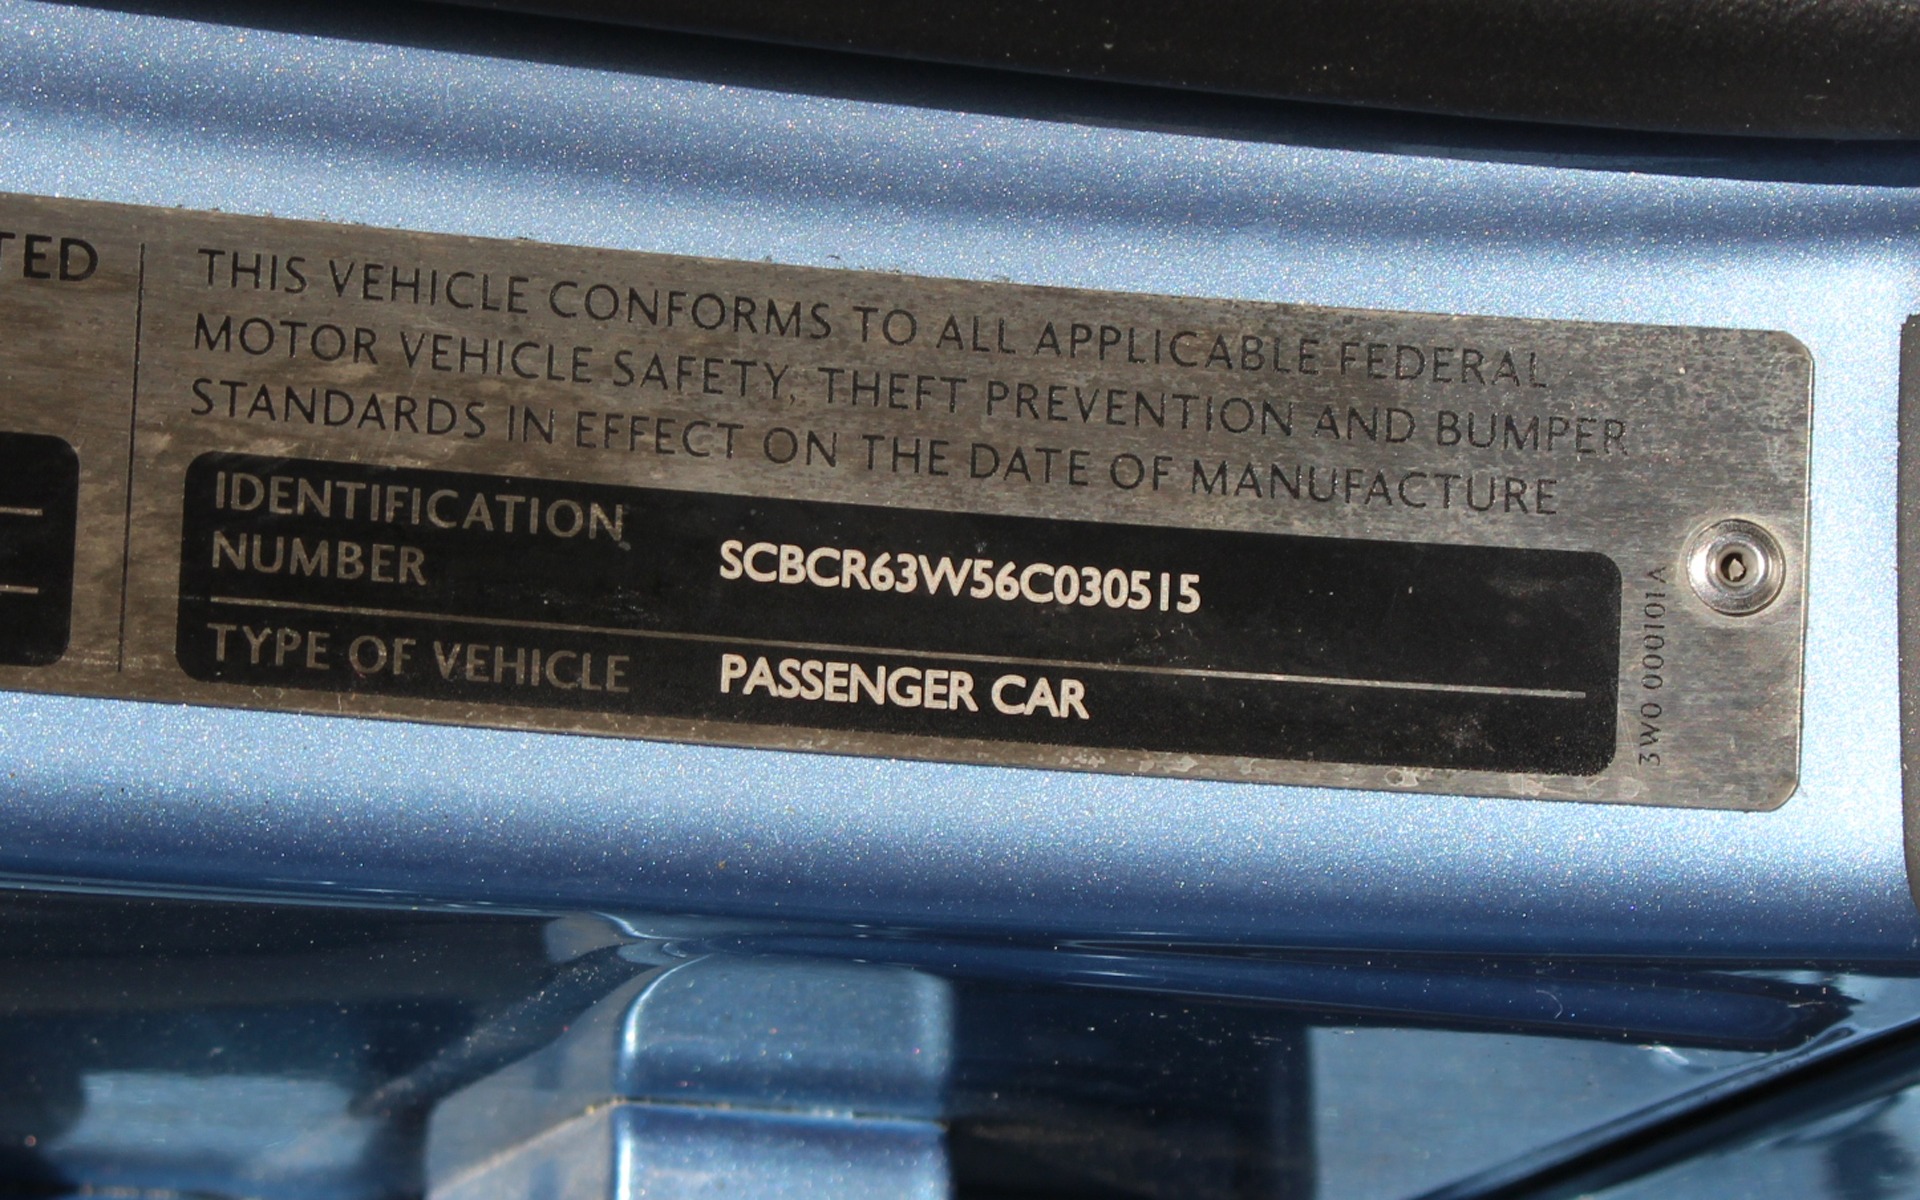 TED
THIS VEHICLE CONFORMS TO ALL APPLICABLE FEDERAL
MOTOR VEHICLE SAFETY, THEFT PREVENTION AND BUMPER
STANDARDS IN EFFECT ON THE DATE OF MANUFACTURE
IDENTIFICATION
NUMBER SCBCR63W56C030515
TYPE OF VEHICLE PASSENGER CAR
3W0 000101A